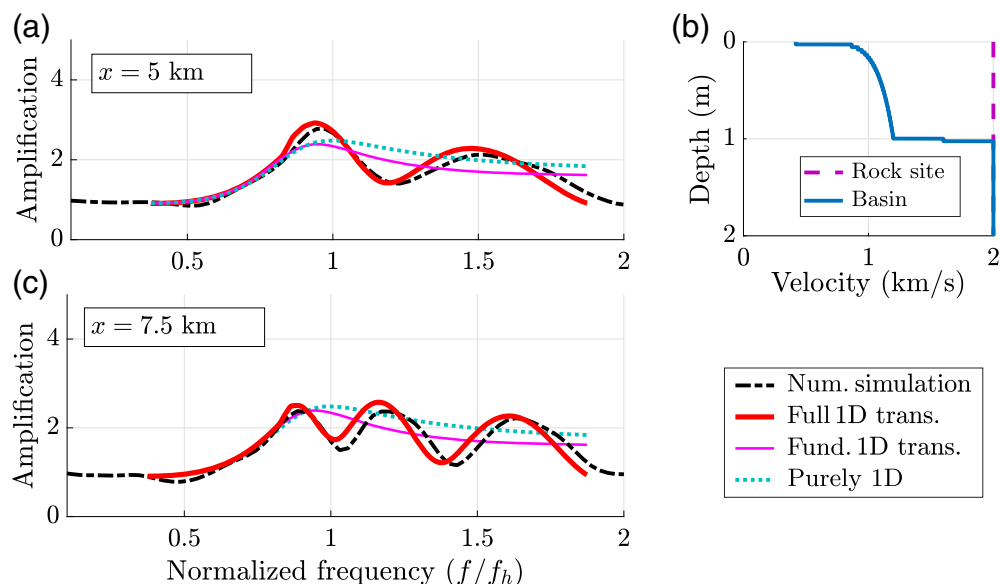 (a)
x = 5 km
Amplification
4
2
0
0.5
1
1.5
2
(b)
0
1
2
Depth (m)
Rock site
Basin
0
1
2
Velocity (km/s)
(c)
x = 7.5 km
Amplification
4
2
0
0.5
1
1.5
2
Normalized frequency (f/fₕ)
Num. simulation
Full 1D trans.
Fund. 1D trans.
Purely 1D